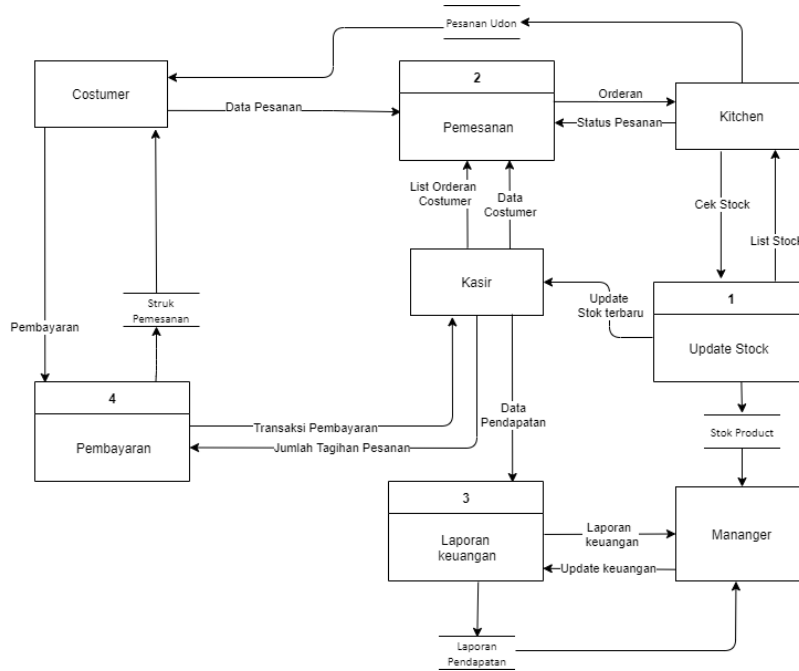 Pesanan Udon
Costumer
Data Pesanan
2
Pemesanan
Orderan
Status Pesanan
Kitchen
List Orderan
Costumer
Data
Costumer
Cek Stock
List Stock
Kasir
Update
Stok terbaru
1
Update Stock
Struk
Pemesanan
Pembayaran
4
Pembayaran
Transaksi Pembayaran
Jumlah Tagihan Pesanan
Data
Pendapatan
Stok Product
3
Laporan
keuangan
Laporan
keuangan
Update keuangan
Mananger
Laporan
Pendapatan